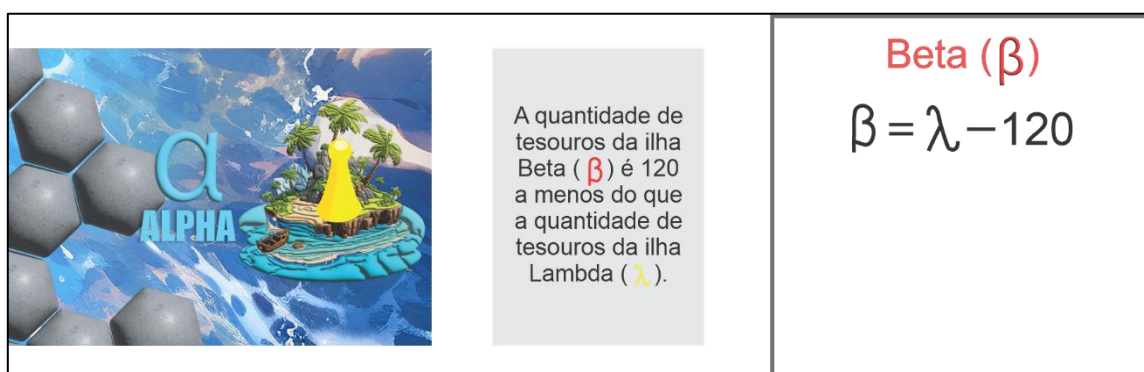 α
ALPHA
A quantidade de
tesouros da ilha
Beta ( β ) é 120
a menos do que
a quantidade de
tesouros da ilha
Lambda ( λ ).
Beta (β)
β = λ − 120